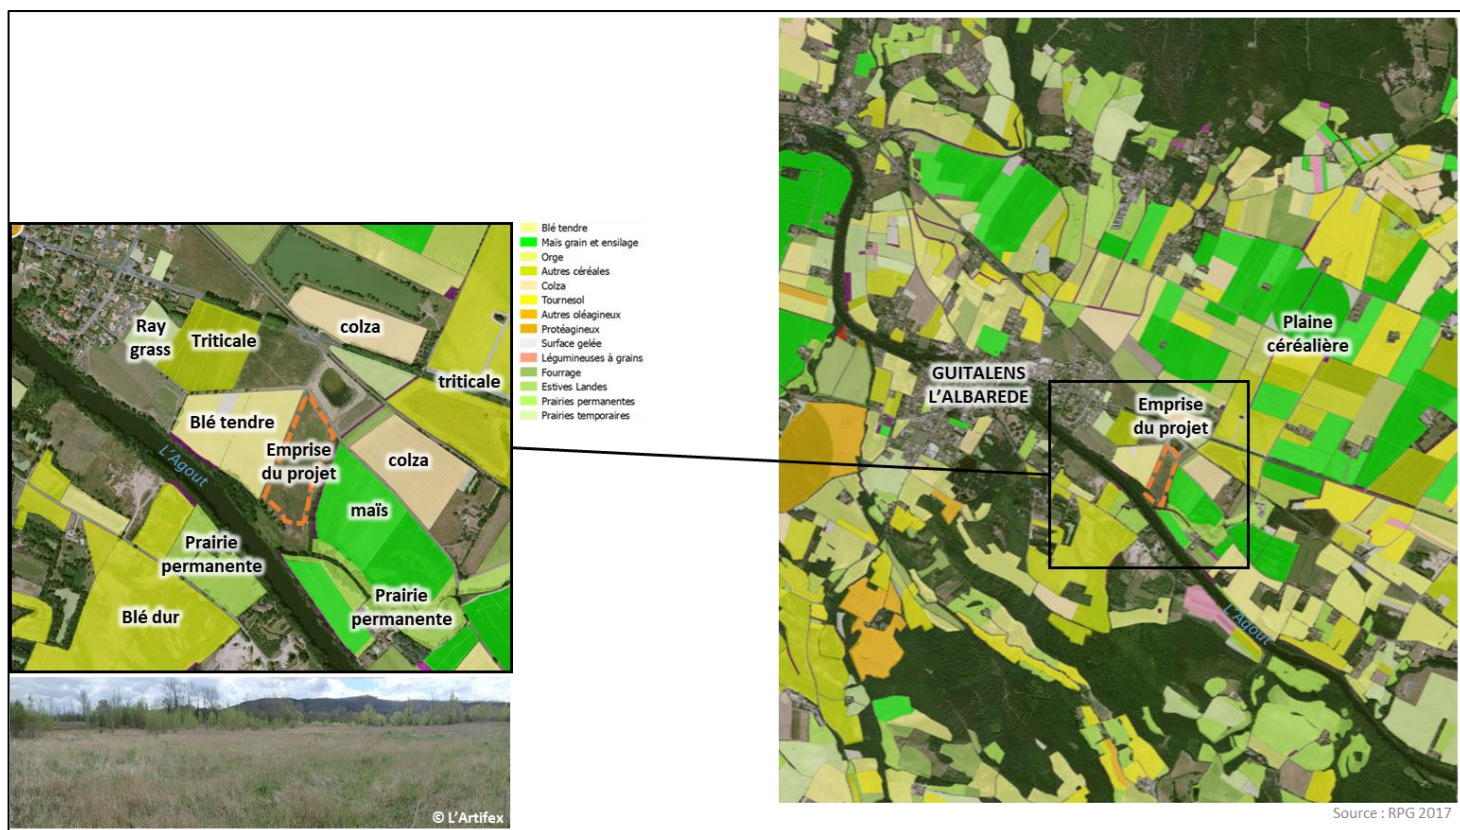 Ray
grass
Triticale
colza
triticale
Blé tendre
Emprise
du projet
colza
L'Agout
maïs
Prairie
permanente
Blé dur
Prairie
permanente
© L'Artifex
Blé tendre
Maïs grain et ensilage
Orge
Autres céréales
Colza
Tournesol
Autres oléagineux
Protéagineux
Surface gelée
Légumineuses à grains
Fourrage
Estives Landes
Prairies permanentes
Prairies temporaires
Plaine
céréalière
GUITALENS
L'ALBAREDE
Emprise
du projet
L'Agout
Source : RPG 2017